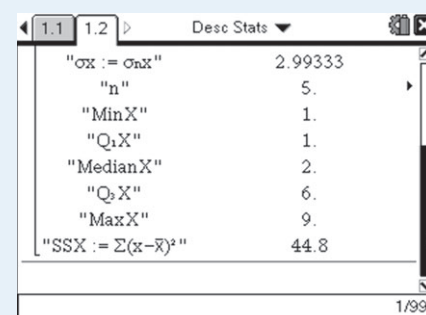 1.1 1.2 Desc Stats
"σx := σₙx" 2.99333
"n" 5.
"MinX" 1.
"Q₁X" 1.
"MedianX" 2.
"Q₃X" 6.
"MaxX" 9.
"SSX := Σ(x-x̄)²" 44.8
1/99